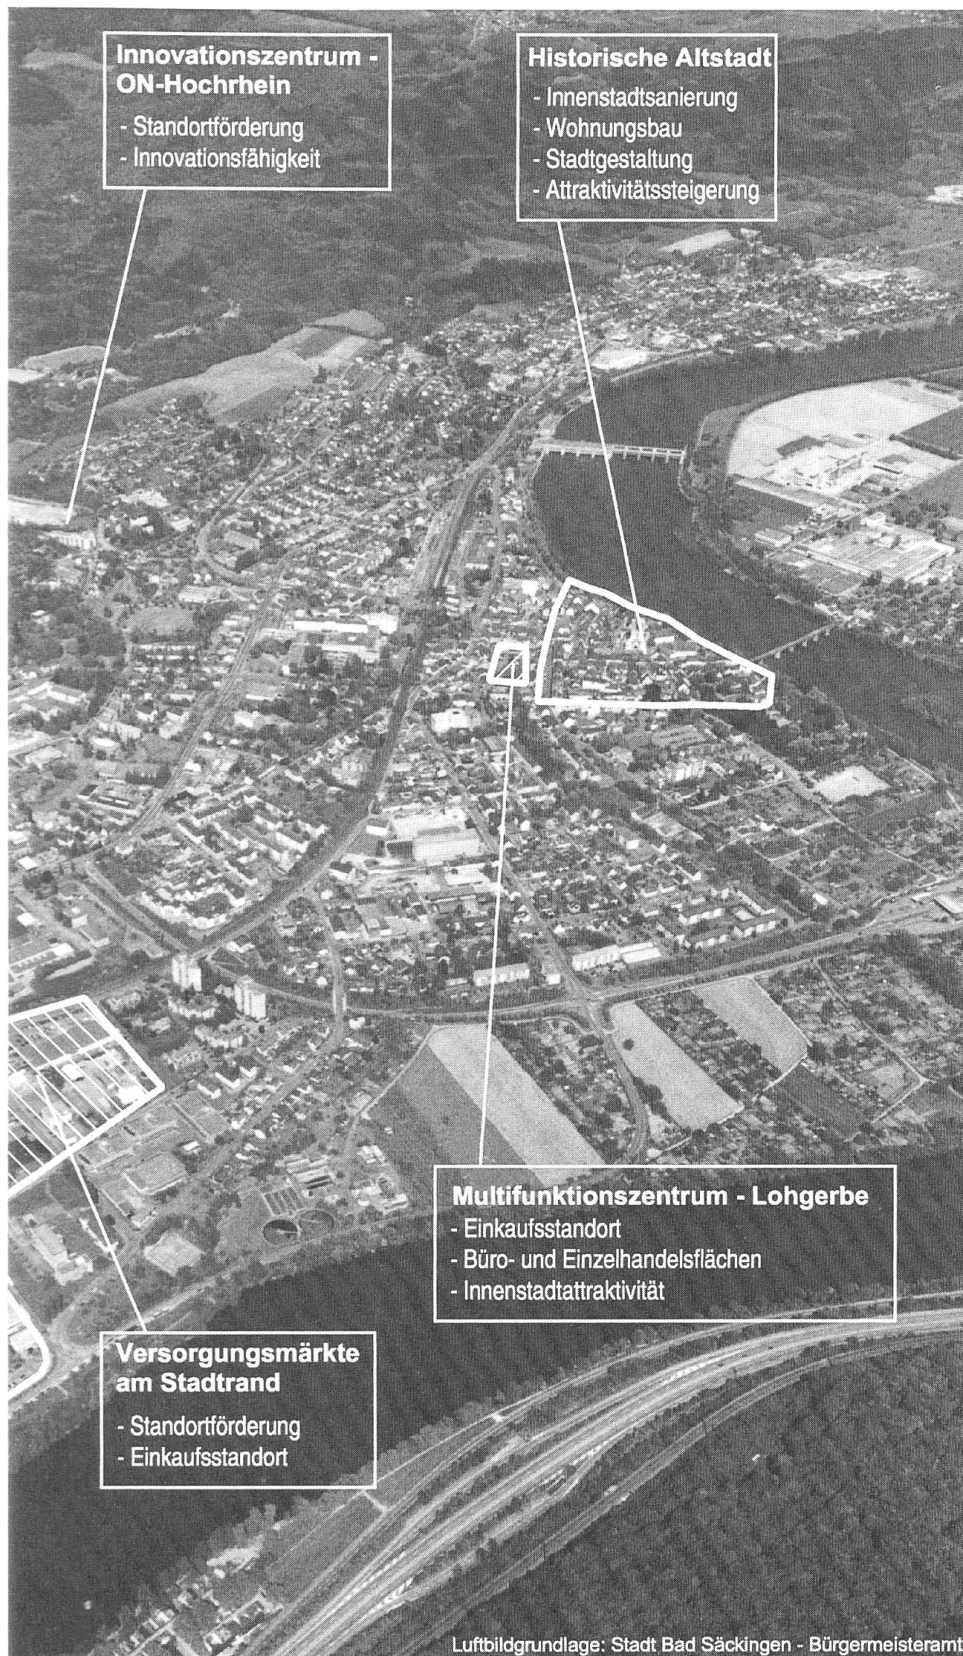 Innovationszentrum -
ON-Hochrhein
- Standortförderung
- Innovationsfähigkeit
Historische Altstadt
- Innenstadtsanierung
- Wohnungsbau
- Stadtgestaltung
- Attraktivitätssteigerung
Multifunktionszentrum - Lohgerbe
- Einkaufsstandort
- Büro- und Einzelhandelsflächen
- Innenstadtattraktivität
Versorgungsmärkte
am Stadtrand
- Standortförderung
- Einkaufsstandort
Luftbildgrundlage: Stadt Bad Säckingen - Bürgermeisteramt